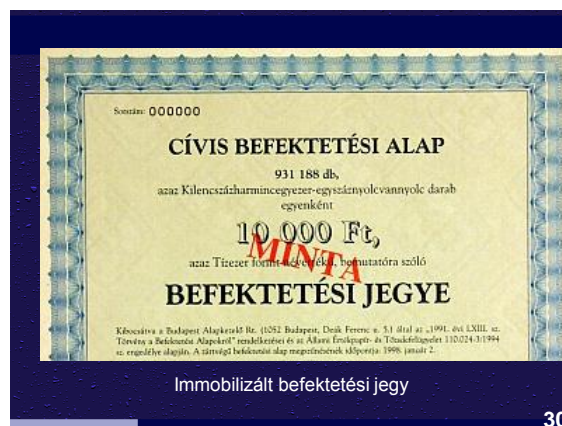 Sorszám: 000000
CÍVIS BEFEKTETÉSI ALAP
931 188 db,
azaz Kilencszázharmincegyezer-egyszáznyolcvannyolc darab
egyenként
10 000 Ft,
MINTA
azaz Tízezer forint névértékű, bemutatóra szóló
BEFEKTETÉSI JEGYE
Kibocsátva a Budapest Alapkezelő Rt. (1052 Budapest, Deák Ferenc u. 5.) által az „1991. évi LXIII. sz.
Törvény a Befektetési Alapokról" rendelkezései és az Állami Értékpapír- és Tőzsdefelügyelet 110.024-3/1994
sz. engedélye alapján. A zártvégű befektetési alap megszűnésének időpontja: 1998. január 2.
Immobilizált befektetési jegy
30